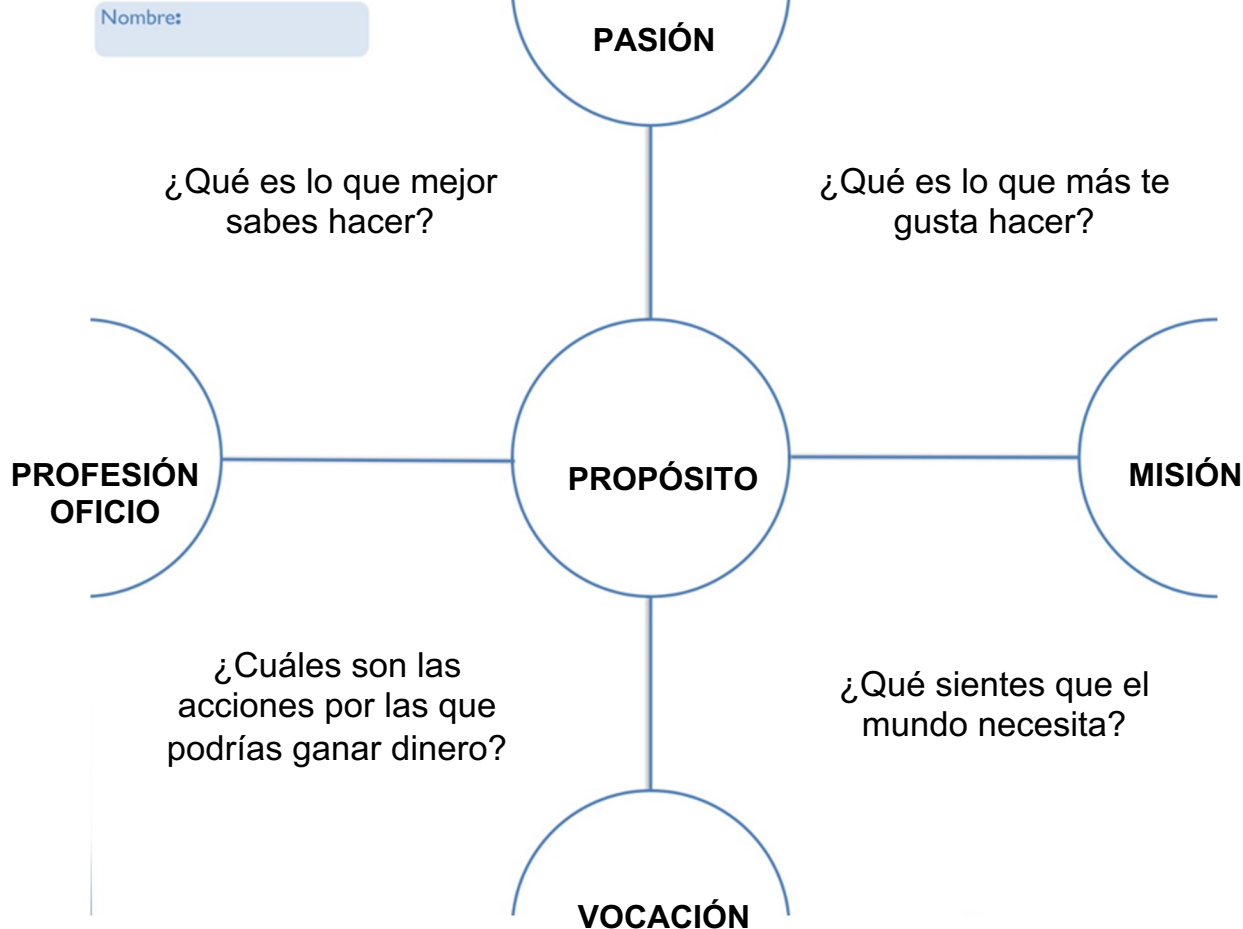 Nombre:
PASIÓN
¿Qué es lo que mejor
sabes hacer?
¿Qué es lo que más te
gusta hacer?
PROFESIÓN
OFICIO
PROPÓSITO
MISIÓN
¿Cuáles son las
acciones por las que
podrías ganar dinero?
¿Qué sientes que el
mundo necesita?
VOCACIÓN